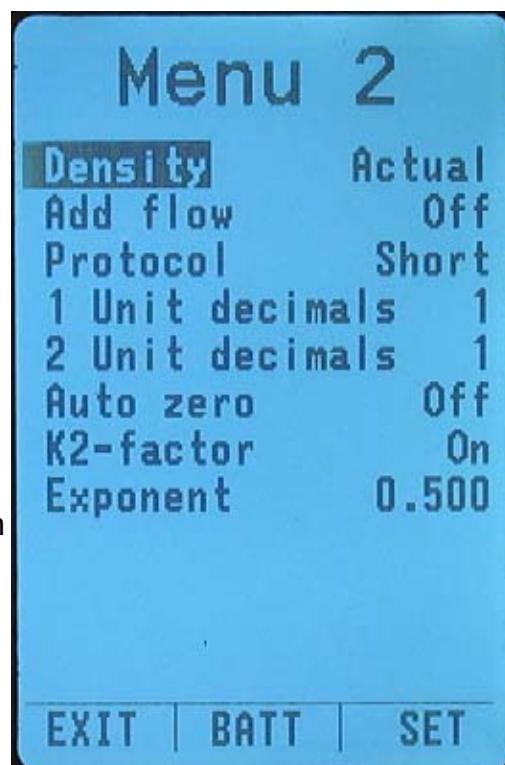 Menu 2
Density Actual
Add flow Off
Protocol Short
1 Unit decimals 1
2 Unit decimals 1
Auto zero Off
K2-factor On
Exponent 0.500
EXIT BATT SET